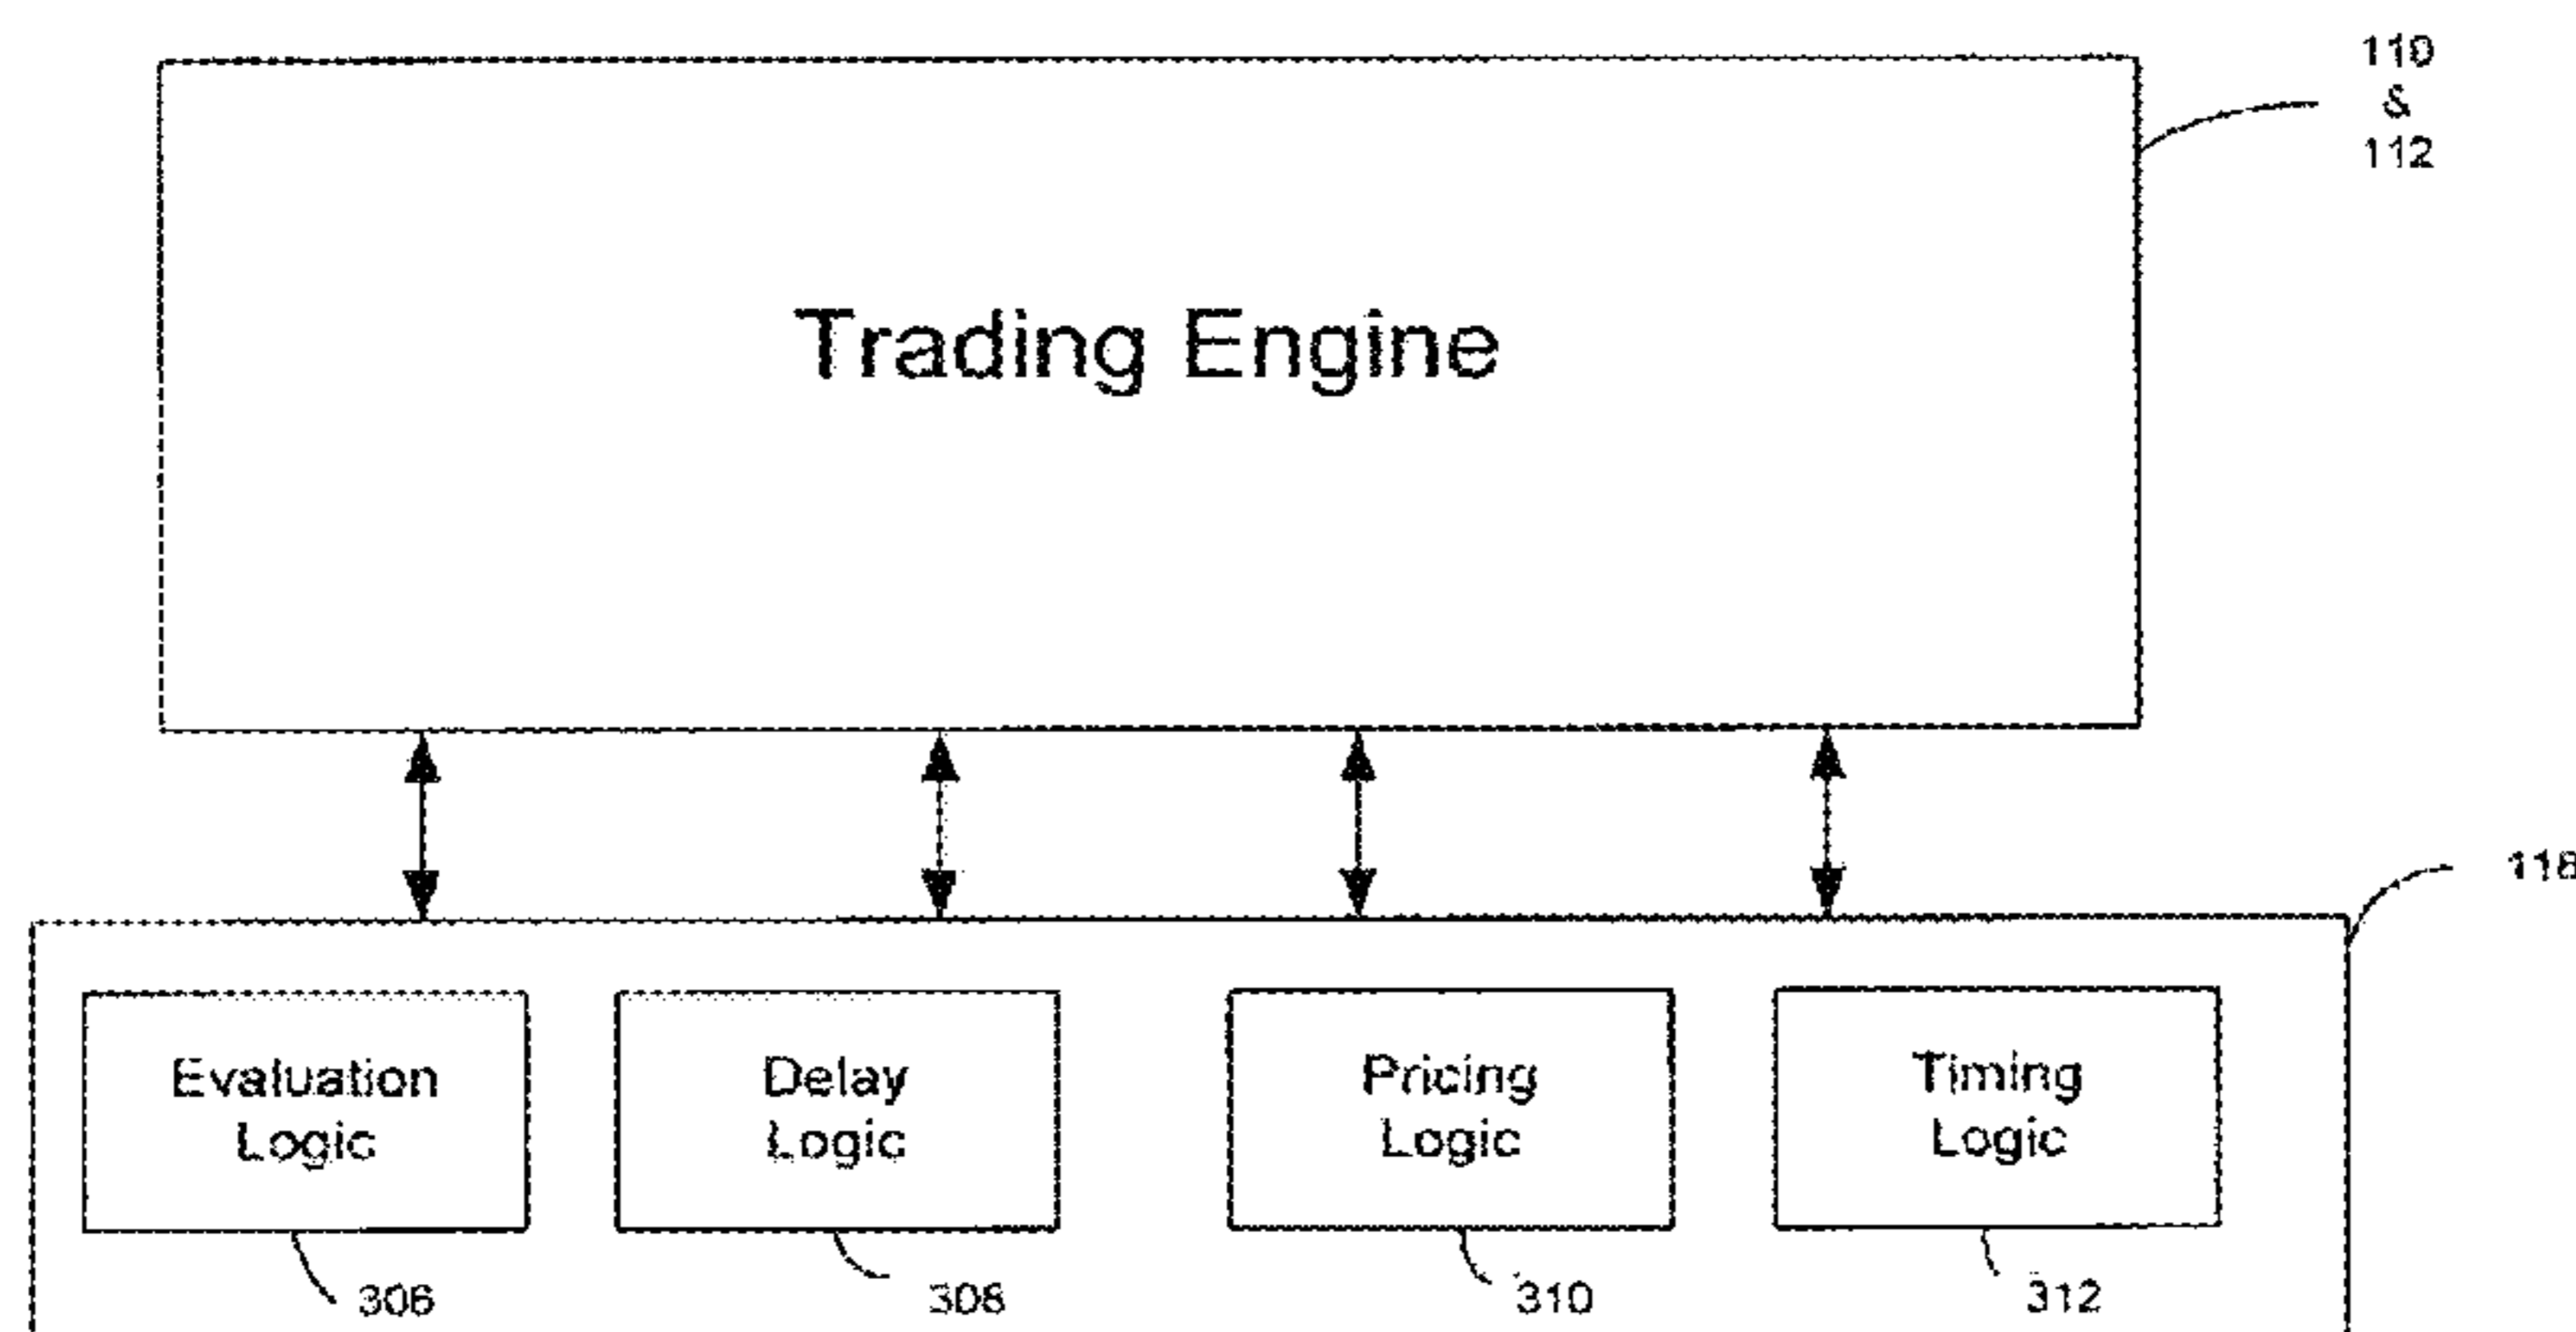 110
&
112
Trading Engine
118
Evaluation
Logic
Delay
Logic
Pricing
Logic
Timing
Logic
306
308
310
312